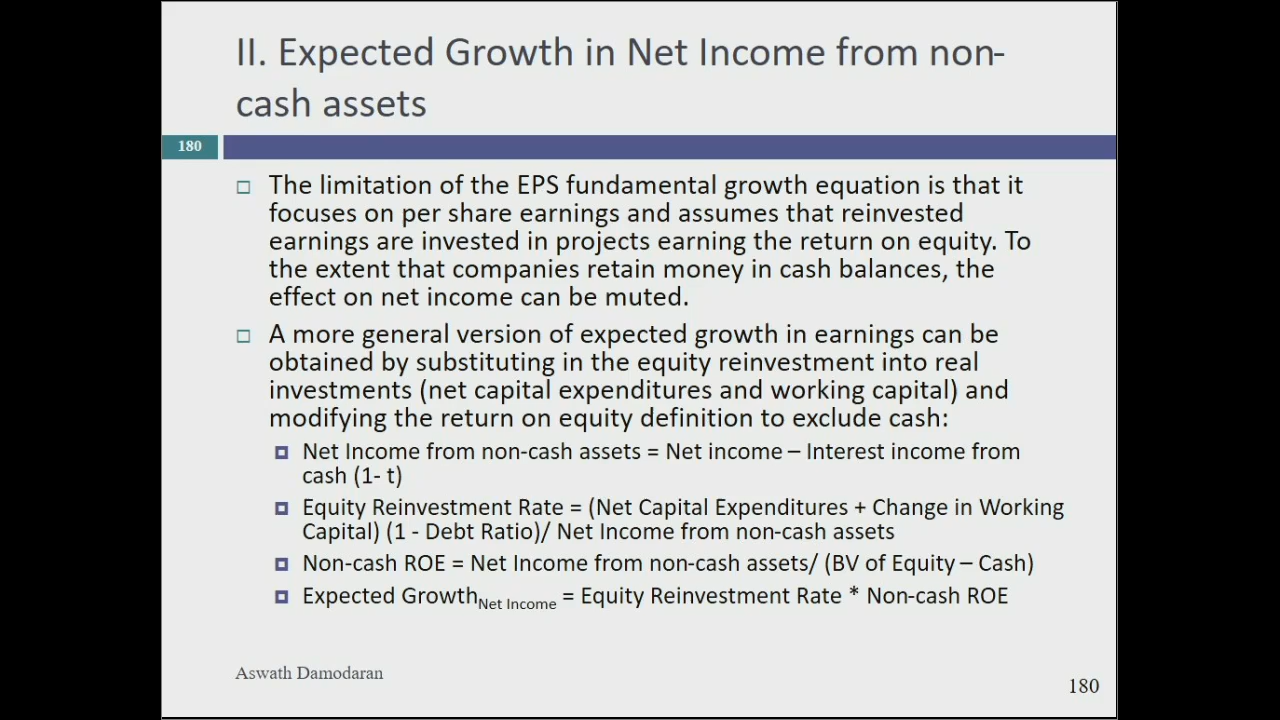 II. Expected Growth in Net Income from non-
cash assets
180
The limitation of the EPS fundamental growth equation is that it
focuses on per share earnings and assumes that reinvested
earnings are invested in projects earning the return on equity. To
the extent that companies retain money in cash balances, the
effect on net income can be muted.
A more general version of expected growth in earnings can be
obtained by substituting in the equity reinvestment into real
investments (net capital expenditures and working capital) and
modifying the return on equity definition to exclude cash:
Net Income from non-cash assets = Net income – Interest income from
cash (1- t)
Equity Reinvestment Rate = (Net Capital Expenditures + Change in Working
Capital) (1 - Debt Ratio)/ Net Income from non-cash assets
Non-cash ROE = Net Income from non-cash assets/ (BV of Equity – Cash)
Expected Growth Net Income = Equity Reinvestment Rate * Non-cash ROE
Aswath Damodaran
180